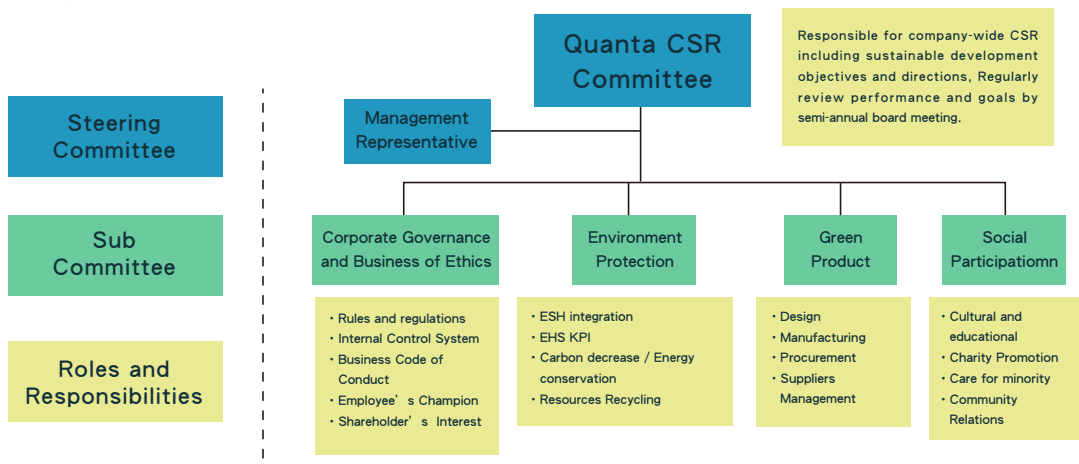 Quanta CSR
Committee
Responsible for company-wide CSR
including sustainable development
objectives and directions, Regularly
review performance and goals by
semi-annual board meeting.
Management
Representative
Steering
Committee
Sub
Committee
Corporate Governance
and Business of Ethics
Environment
Protection
Green
Product
Social
Participatiomn
Roles and
Responsibilities
・Rules and regulations
・Internal Control System
・Business Code of
Conduct
・Employee’s Champion
・Shareholder’s Interest
・ESH integration
・EHS KPI
・Carbon decrease / Energy
conservation
・Resources Recycling
・Design
・Manufacturing
・Procurement
・Suppliers
Management
・Cultural and
educational
・Charity Promotion
・Care for minority
・Community
Relations